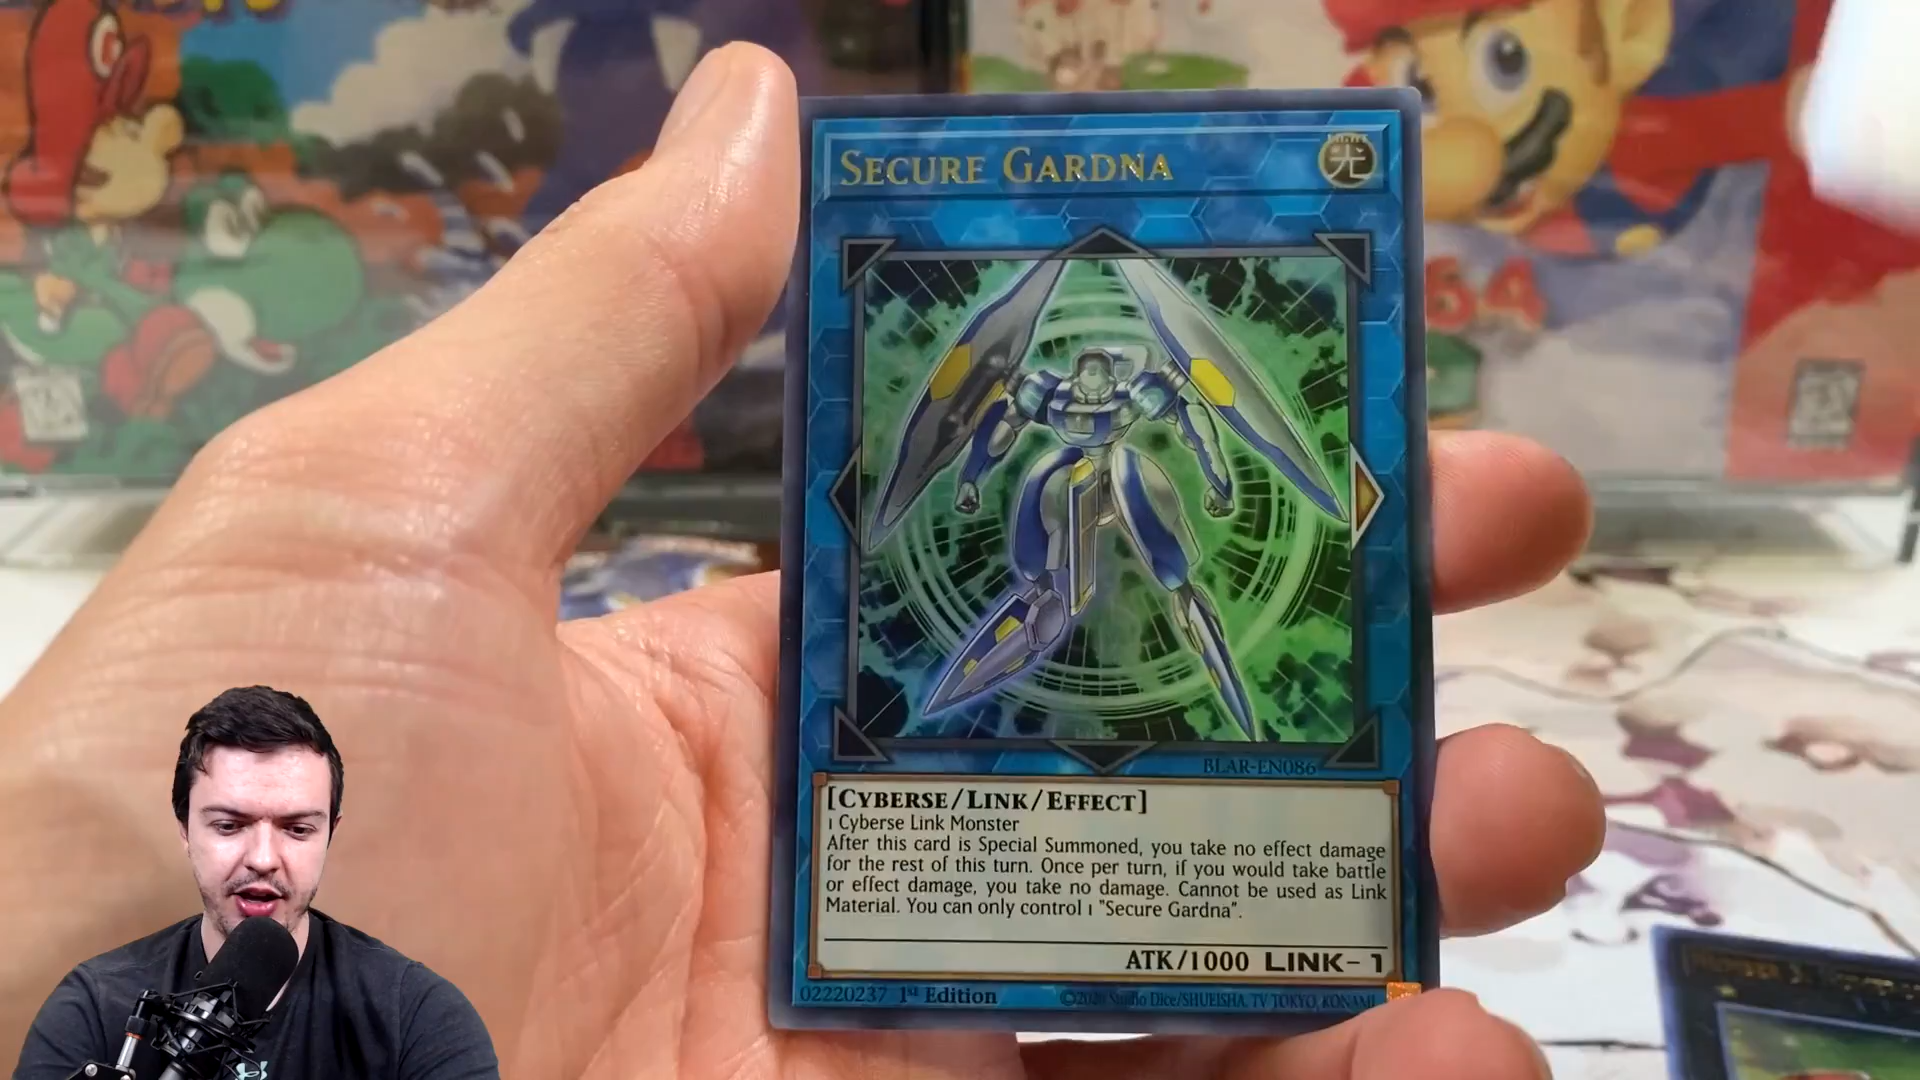 SECURE GARDNA
LIGHT
光
64
BLAR-EN086
[CYBERSE/LINK/EFFECT]
1 Cyberse Link Monster
After this card is Special Summoned, you take no effect damage
for the rest of this turn. Once per turn, if you would take battle
or effect damage, you take no damage. Cannot be used as Link
Material. You can only control 1 "Secure Gardna".
ATK/1000 LINK-1
02220237 1st Edition
©2020 Studio Dice/SHUEISHA, TV TOKYO, KONAMI